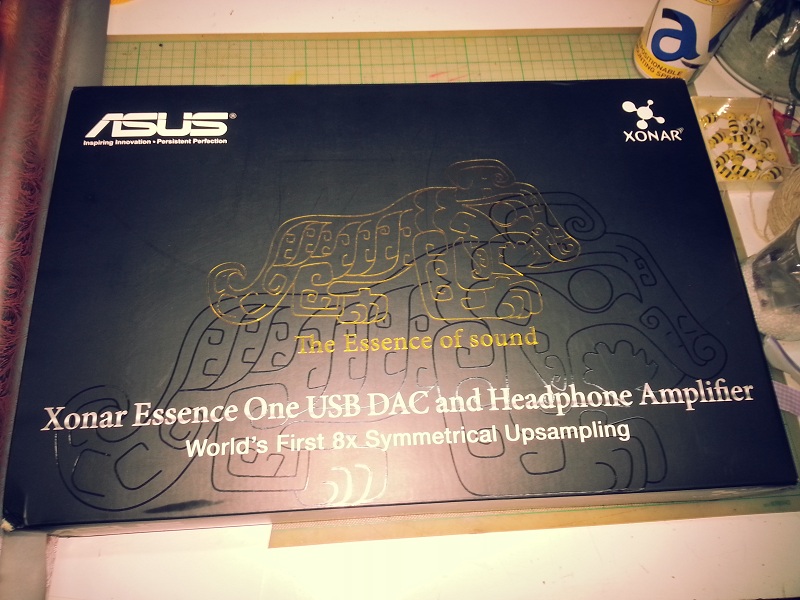 ASUS®
Inspiring Innovation • Persistent Perfection
XONAR
The Essence of sound
Xonar Essence One USB DAC and Headphone Amplifier
World's First 8x Symmetrical Upsampling
a